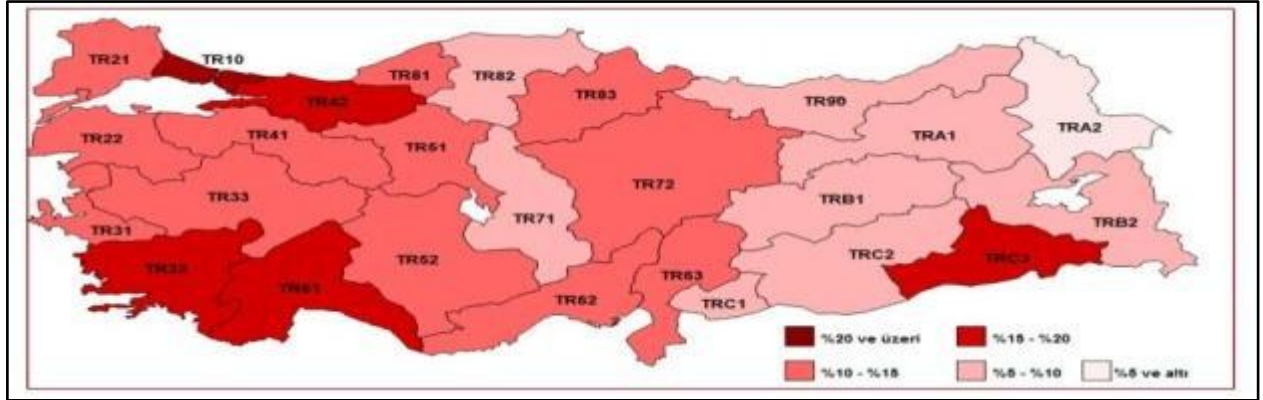 TR10
TR21
TR81
TR82
TR83
TR42
TR90
TRA1
TRA2
TR22
TR41
TR51
TR72
TR33
TRB1
TR71
TRB2
TR31
TRC2
TR52
TRC3
TR32
TR61
TR63
TR62
TRC1
%20 ve üzeri
%15 - %20
%10 - %15
%5 - %10
%5 ve altı